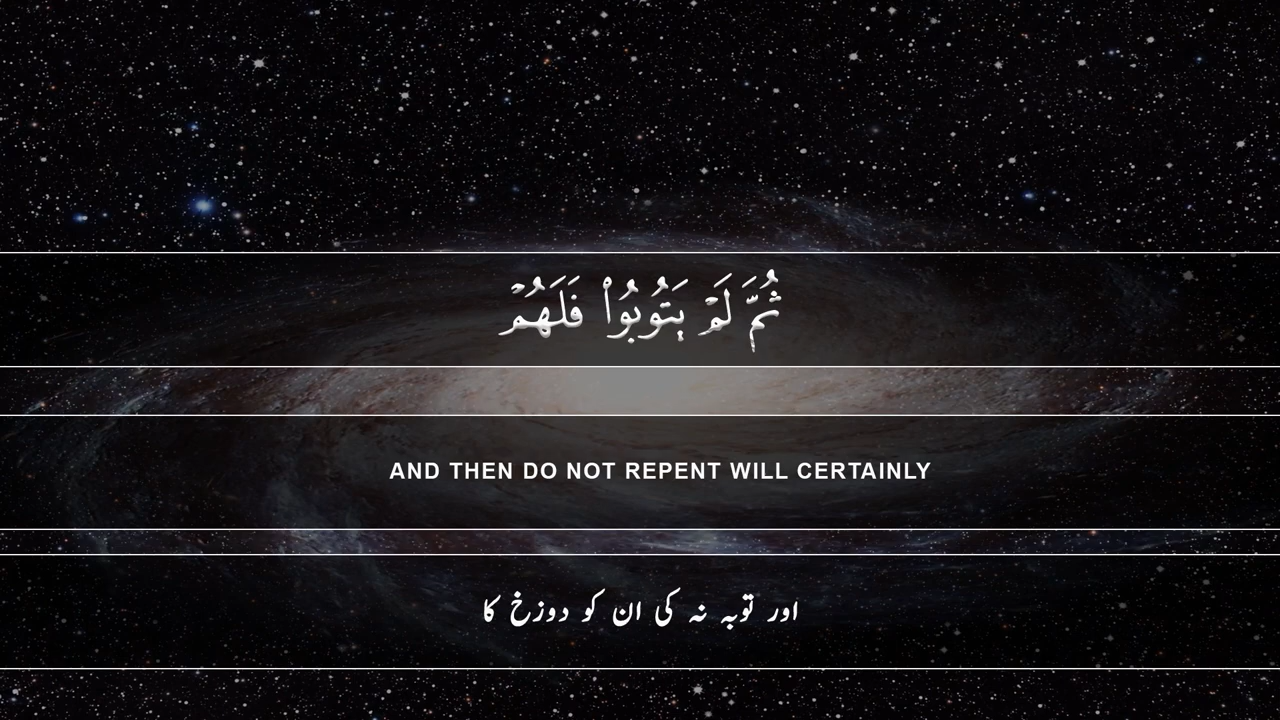 ثُمَّ لَمۡ يَتُوبُواْ فَلَهُمۡ
AND THEN DO NOT REPENT WILL CERTAINLY
اور توبہ نہ کی ان کو دوزخ کا